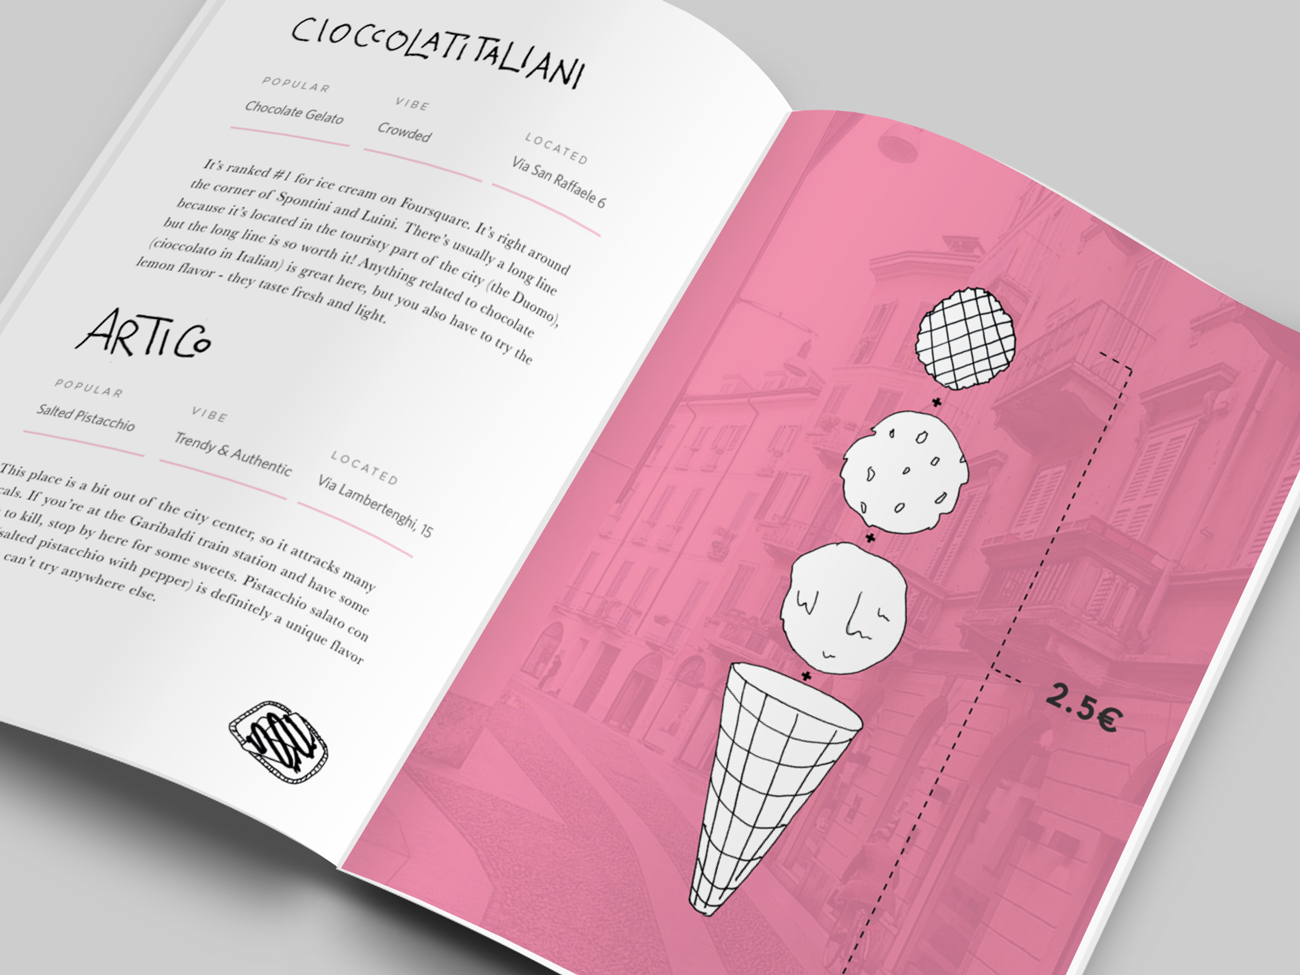 CIOCCOLATITALIANI
POPULAR VIBE LOCATED
Chocolate Gelato Crowded Via San Raffaele 6
It's ranked #1 for ice cream on Foursquare. It's right around
the corner of Spontini and Luini. There's usually a long line
because it's located in the touristy part of the city (the Duomo),
but the long line is so worth it! Anything related to chocolate
(cioccolato in Italian) is great here, but you also have to try the
lemon flavor - they taste fresh and light.
ARTICO
POPULAR VIBE LOCATED
Salted Pistacchio Trendy & Authentic Via Lambertenghi, 15
This place is a bit out of the city center, so it attracts many
cals. If you're at the Garibaldi train station and have some
to kill, stop by here for some sweets. Pistacchio salato con
salted pistacchio with pepper) is definitely a unique flavor
can't try anywhere else.
2.5€